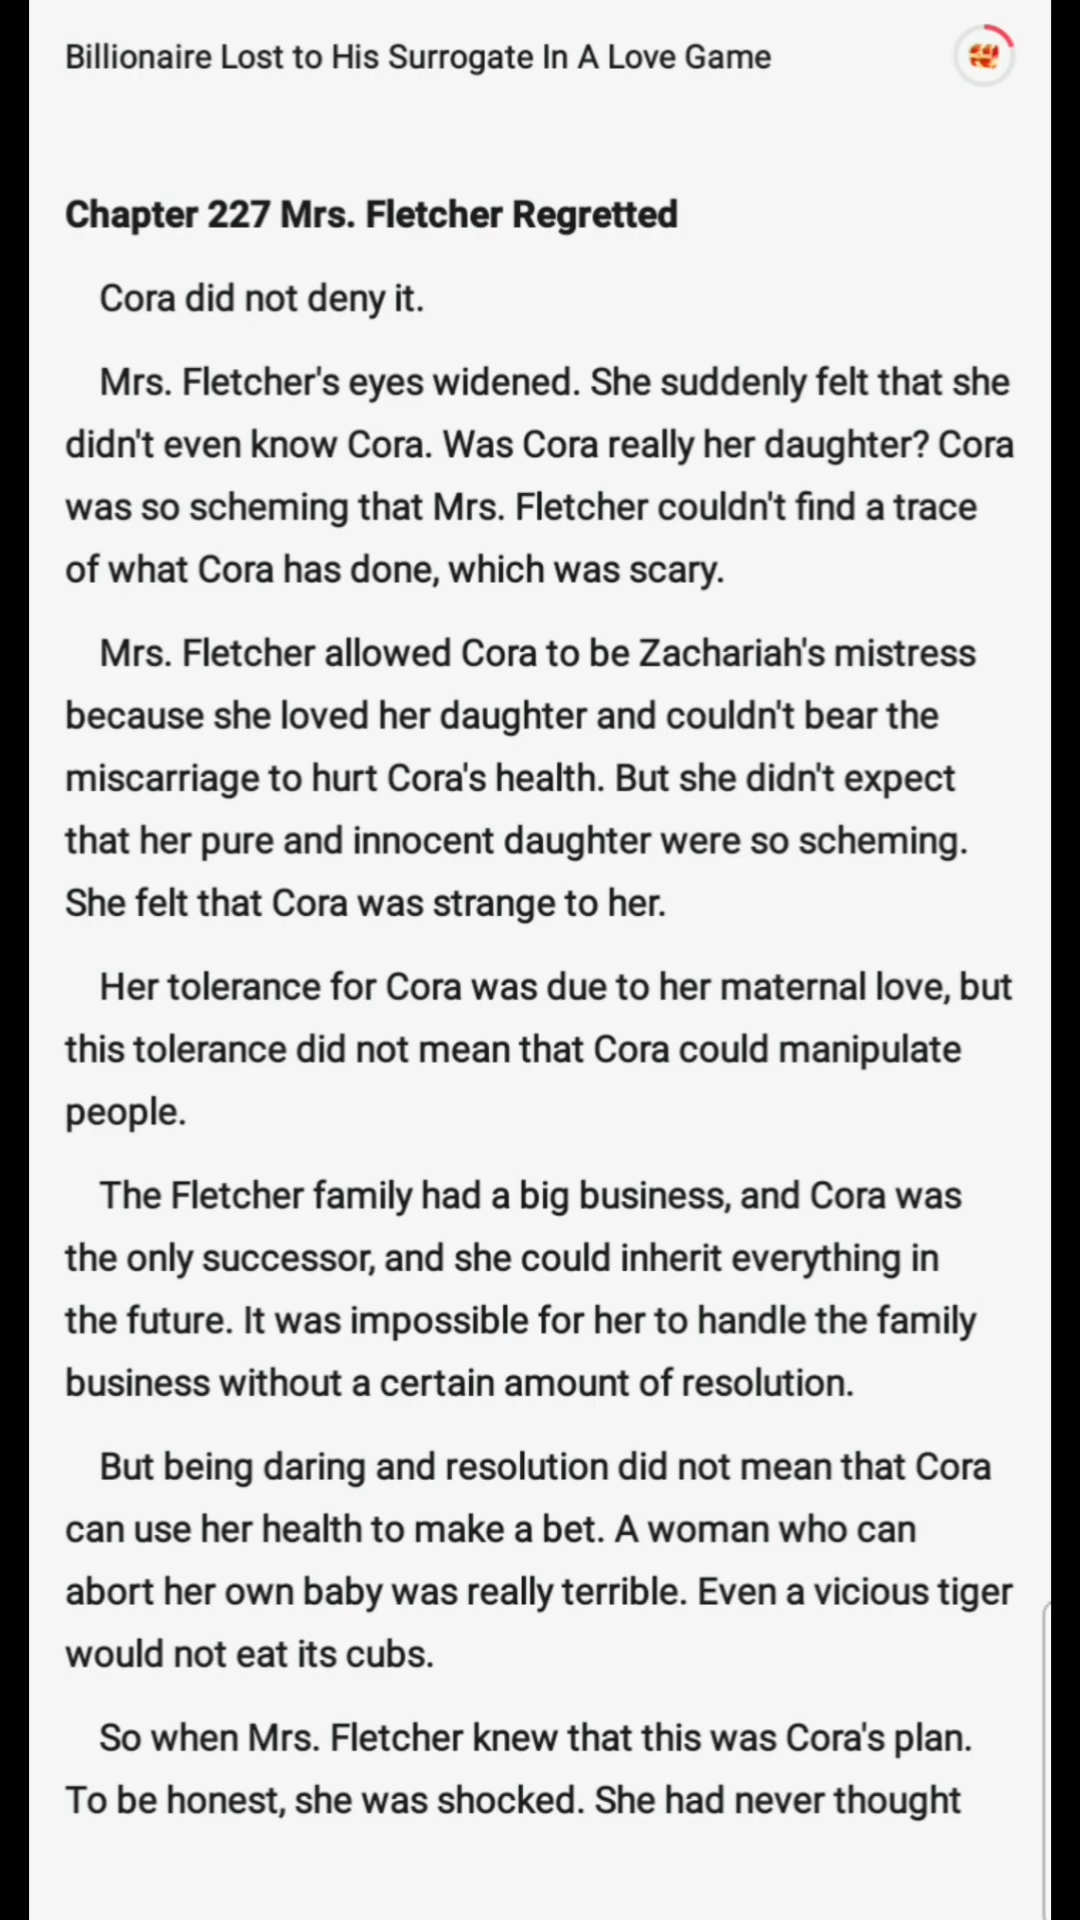 Billionaire Lost to His Surrogate In A Love Game
Chapter 227 Mrs. Fletcher Regretted
Cora did not deny it.
Mrs. Fletcher's eyes widened. She suddenly felt that she
didn't even know Cora. Was Cora really her daughter? Cora
was so scheming that Mrs. Fletcher couldn't find a trace
of what Cora has done, which was scary.
Mrs. Fletcher allowed Cora to be Zachariah's mistress
because she loved her daughter and couldn't bear the
miscarriage to hurt Cora's health. But she didn't expect
that her pure and innocent daughter were so scheming.
She felt that Cora was strange to her.
Her tolerance for Cora was due to her maternal love, but
this tolerance did not mean that Cora could manipulate
people.
The Fletcher family had a big business, and Cora was
the only successor, and she could inherit everything in
the future. It was impossible for her to handle the family
business without a certain amount of resolution.
But being daring and resolution did not mean that Cora
can use her health to make a bet. A woman who can
abort her own baby was really terrible. Even a vicious tiger
would not eat its cubs.
So when Mrs. Fletcher knew that this was Cora's plan.
To be honest, she was shocked. She had never thought